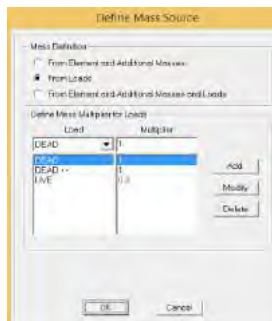 Define Mass Source
Mass Definition
From Element and Additional Masses
From Loads
From Element and Additional Masses and Loads
Define Mass Multiplier for Loads
Load Multiplier
DEAD 1
DEAD 1
DEAD 1
LIVE
Add
Modify
Delete
OK Cancel